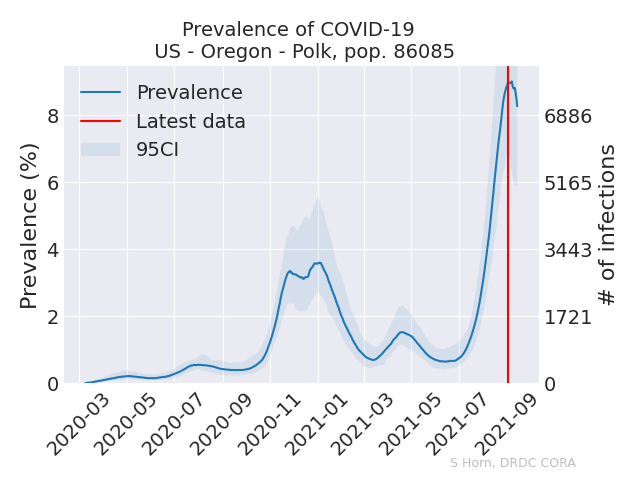 Prevalence of COVID-19
US - Oregon - Polk, pop. 86085
Prevalence
Latest data
95CI
Prevalence (%)
8
6
4
2
0
6886
5165
3443
1721
0
# of infections
2020-03
2020-05
2020-07
2020-09
2020-11
2021-01
2021-03
2021-05
2021-07
2021-09
S Horn, DRDC CORA